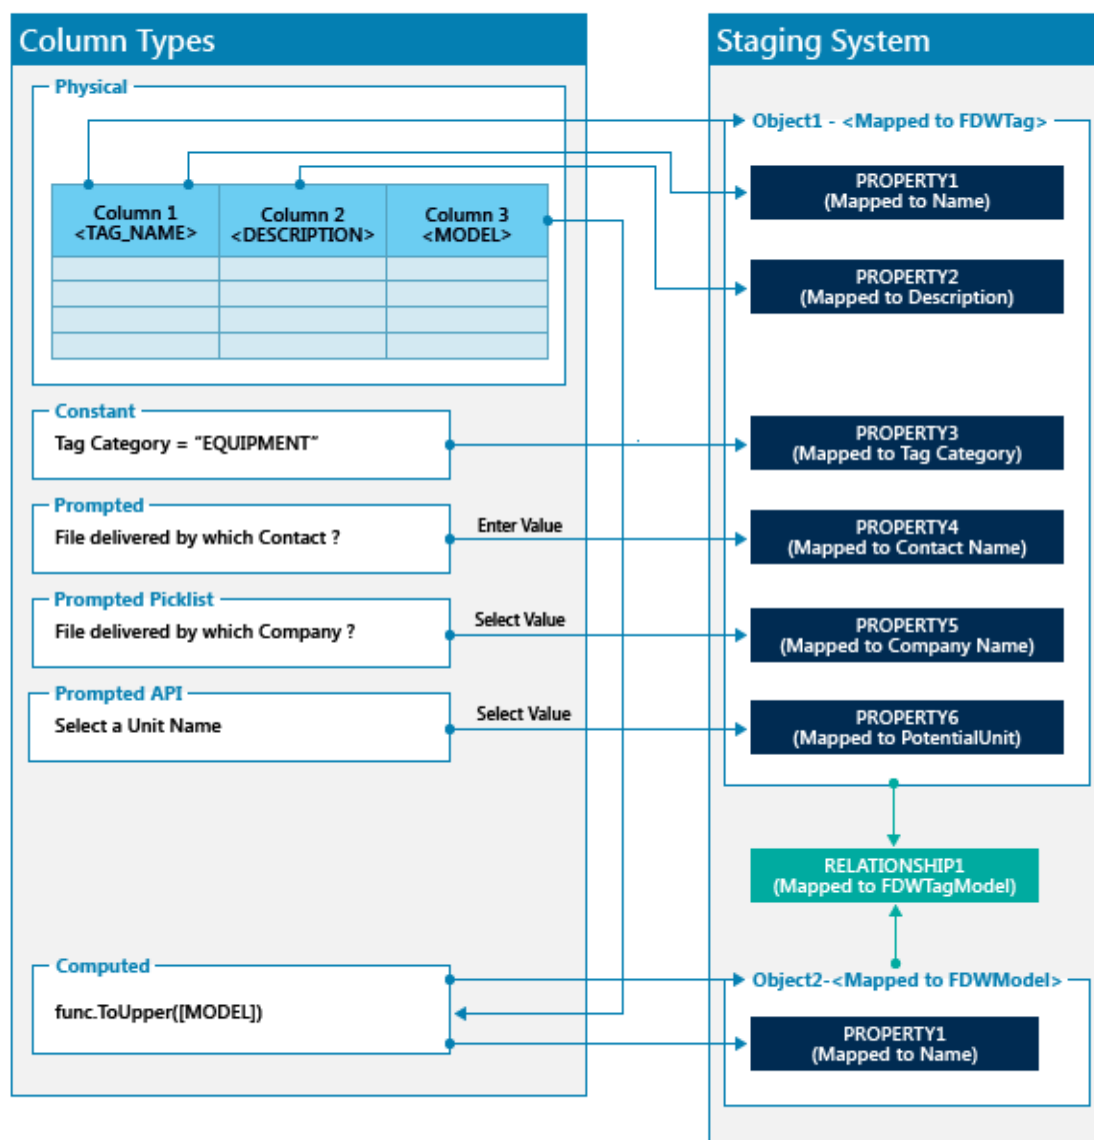 Column Types
Physical
Column 1
<TAG_NAME>
Column 2
<DESCRIPTION>
Column 3
<MODEL>
Constant
Tag Category = “EQUIPMENT”
Prompted
File delivered by which Contact ?
Enter Value
Prompted Picklist
File delivered by which Company ?
Select Value
Prompted API
Select a Unit Name
Select Value
Computed
func.ToUpper([MODEL])
Staging System
Object1 - <Mapped to FDWTag>
PROPERTY1
(Mapped to Name)
PROPERTY2
(Mapped to Description)
PROPERTY3
(Mapped to Tag Category)
PROPERTY4
(Mapped to Contact Name)
PROPERTY5
(Mapped to Company Name)
PROPERTY6
(Mapped to PotentialUnit)
RELATIONSHIP1
(Mapped to FDWTagModel)
Object2-<Mapped to FDWModel>
PROPERTY1
(Mapped to Name)